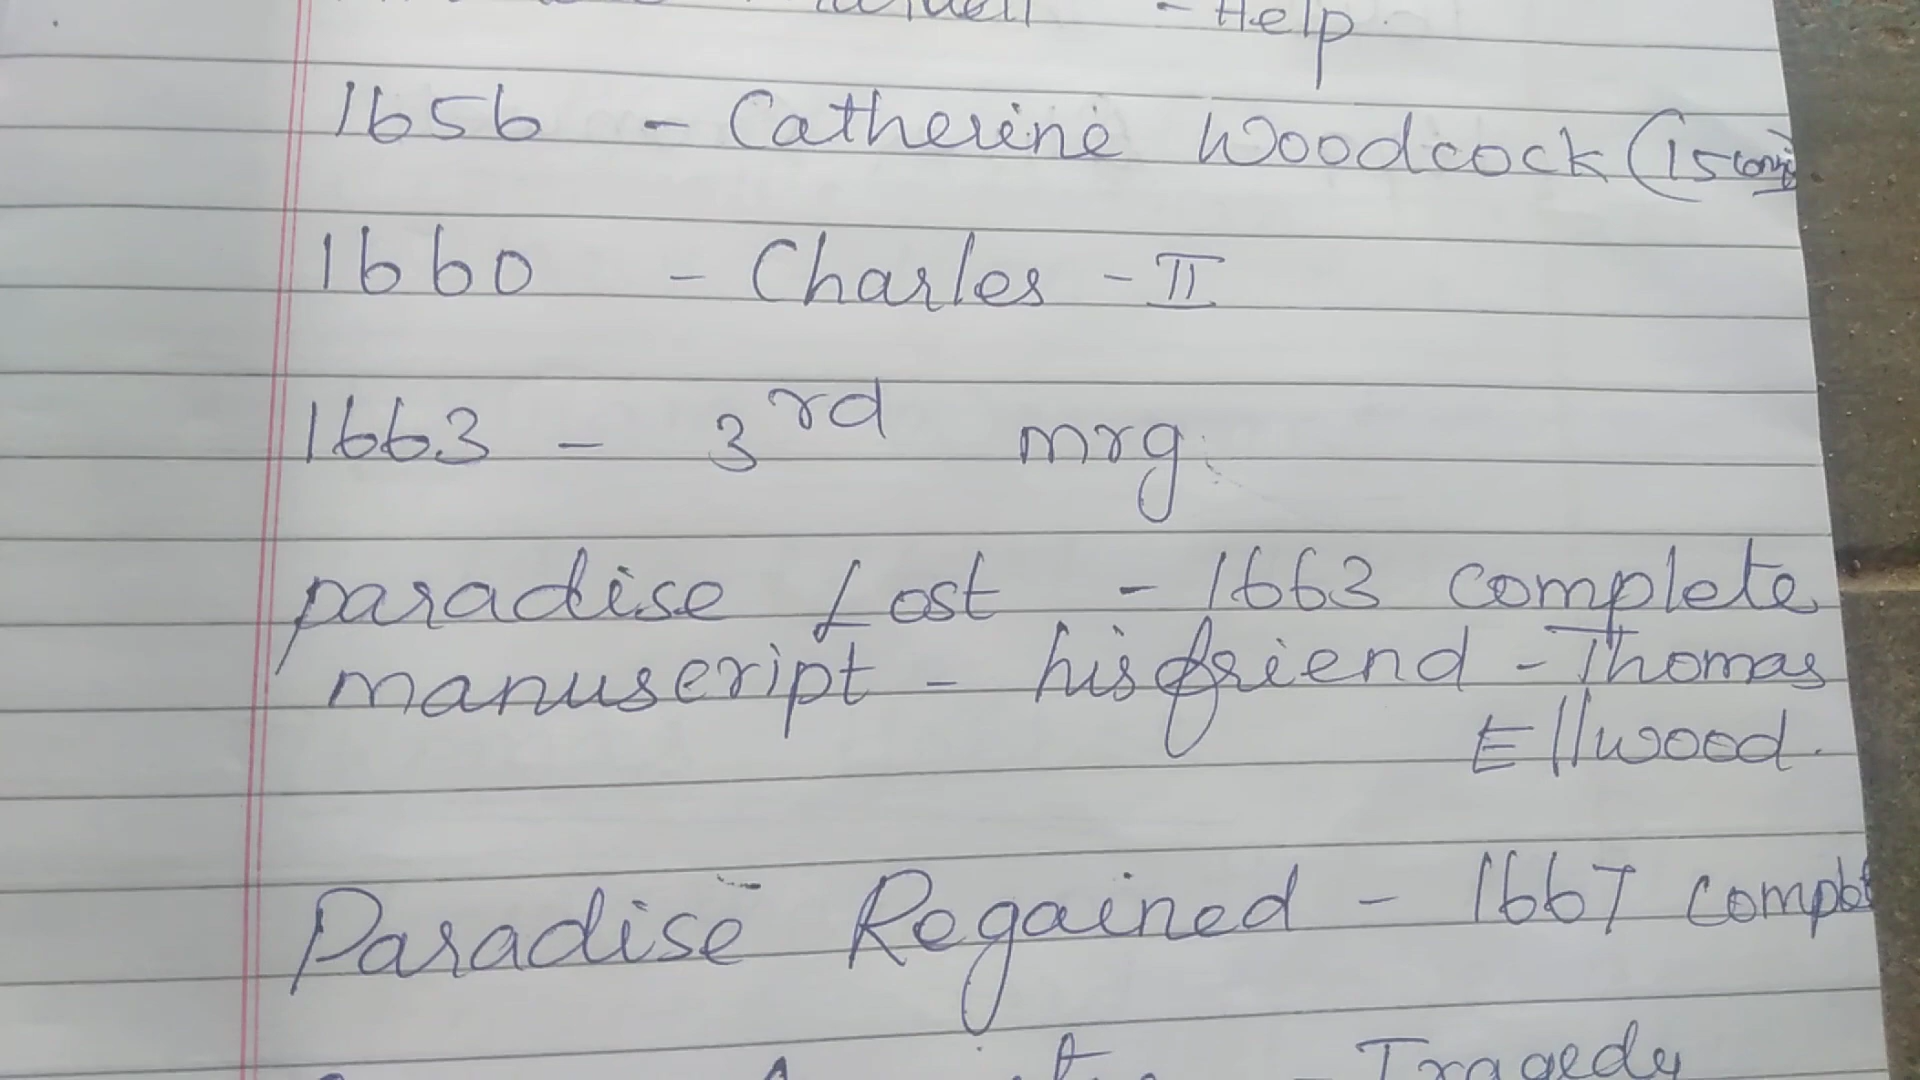 - Help
1656 - Catherine Woodcock (15
1660 - Charles - II
1663 - 3rd mrg.
paradise Lost - 1663 complete
manuscript - his friend - Thomas
Ellwood.
Paradise Regained - 1667
- Tragedy